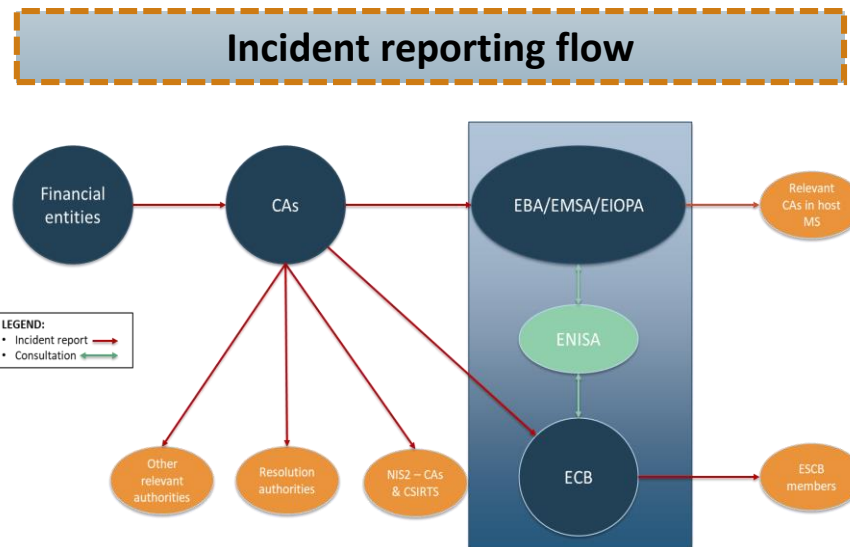 Incident reporting flow
Financial
entities
CAs
EBA/EMSA/EIOPA
Relevant
CAs in host
MS
LEGEND:
• Incident report
• Consultation
ENISA
Other
relevant
authorities
Resolution
authorities
NIS2 – CAs
& CSIRTS
ECB
ESCB
members